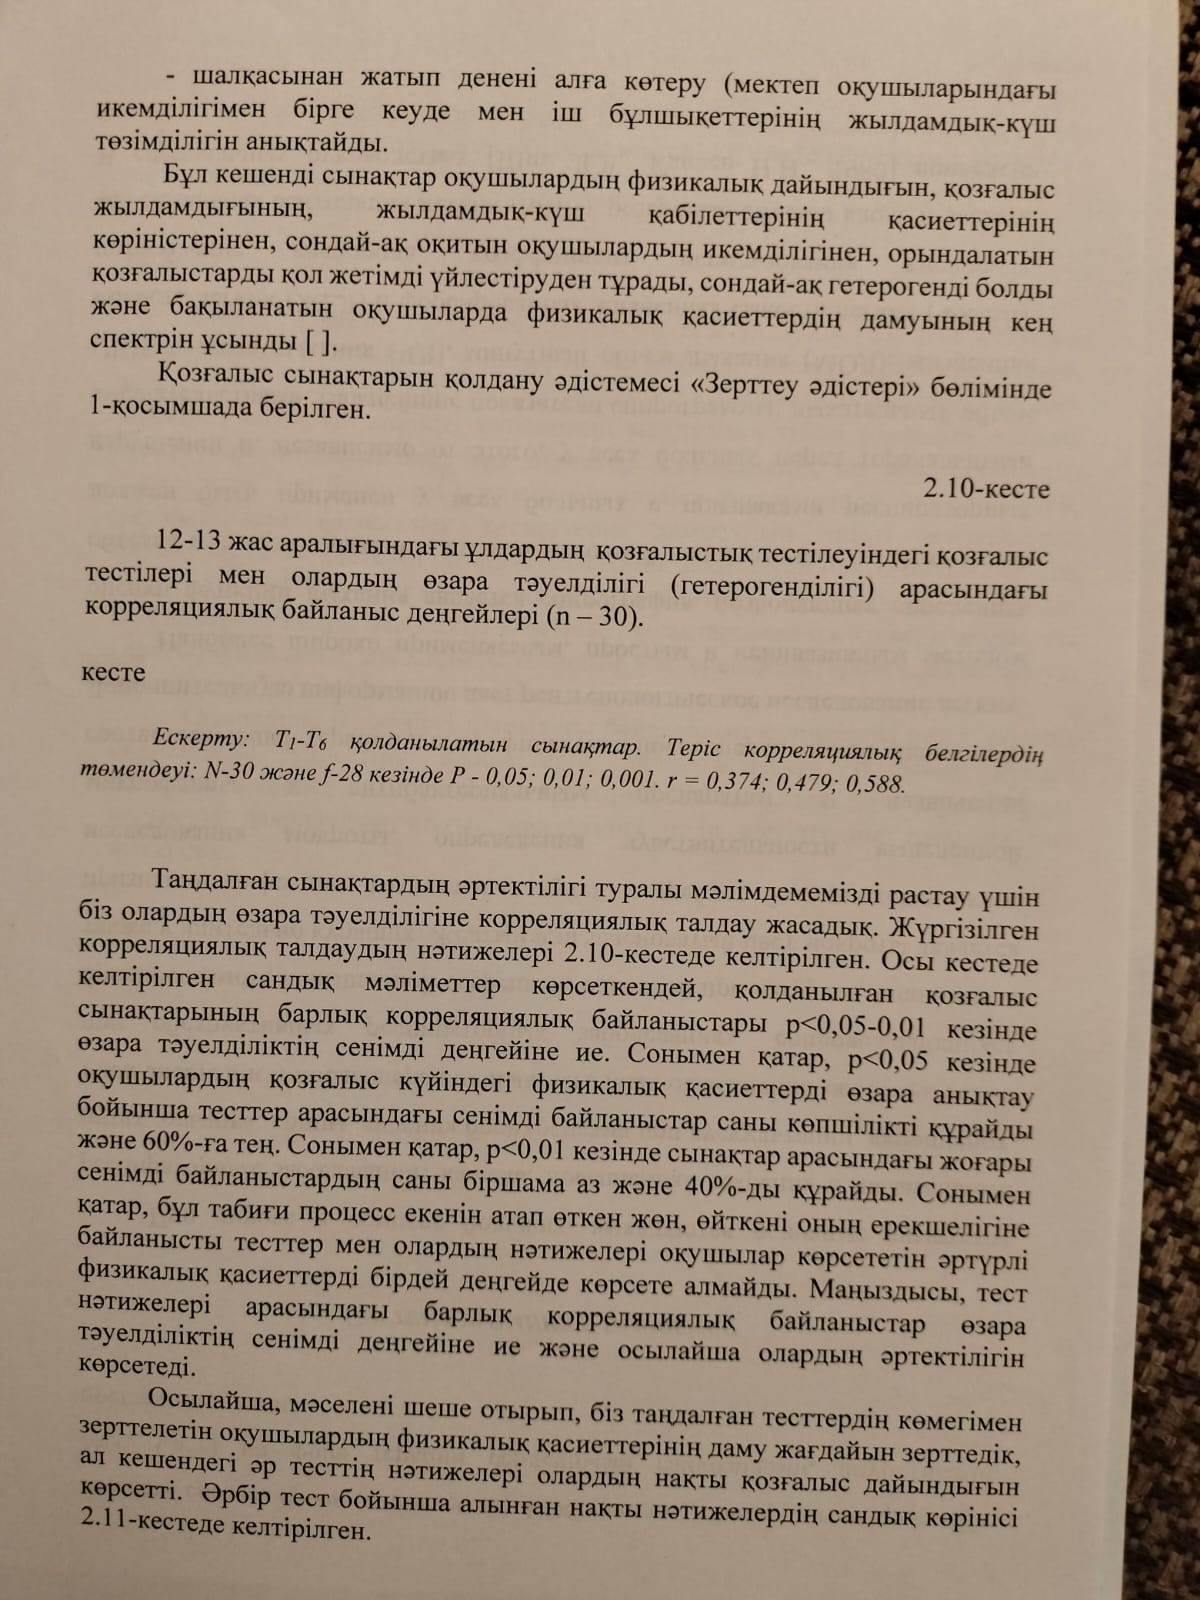 - шалқасынан жатып денені алға көтеру (мектеп оқушыларындағы
икемділігімен бірге кеуде мен іш бұлшықеттерінің жылдамдық-күш
төзімділігін анықтайды.
Бұл кешенді сынақтар оқушылардың физикалық дайындығын, қозғалыс
жылдамдығының, жылдамдық-күш қабілеттерінің қасиеттерінің
көріністерінен, сондай-ақ оқитын оқушылардың икемділігінен, орындалатын
қозғалыстарды қол жетімді үйлестіруден тұрады, сондай-ақ гетерогенді болды
және бақыланатын оқушыларда физикалық қасиеттердің дамуының кең
спектрін ұсынды [ ].
Қозғалыс сынақтарын қолдану әдістемесі «Зерттеу әдістері» бөлімінде
1-қосымшада берілген.
2.10-кесте
12-13 жас аралығындағы ұлдардың қозғалыстық тестілеуіндегі қозғалыс
тестілері мен олардың өзара тәуелділігі (гетерогенділігі) арасындағы
корреляциялық байланыс деңгейлері (n – 30).
кесте
Ескерту: Т1-Т6 қолданылатын сынақтар. Теріс корреляциялық белгілердің
төмендеуі: N-30 және f-28 кезінде P - 0,05; 0,01; 0,001. r = 0,374; 0,479; 0,588.
Таңдалған сынақтардың әртектілігі туралы мәлімдемемізді растау үшін
біз олардың өзара тәуелділігіне корреляциялық талдау жасадық. Жүргізілген
корреляциялық талдаудың нәтижелері 2.10-кестеде келтірілген. Осы кестеде
келтірілген сандық мәліметтер көрсеткендей, қолданылған қозғалыс
сынақтарының барлық корреляциялық байланыстары p<0,05-0,01 кезінде
өзара тәуелділіктің сенімді деңгейіне ие. Сонымен қатар, p<0,05 кезінде
оқушылардың қозғалыс күйіндегі физикалық қасиеттерді өзара анықтау
бойынша тесттер арасындағы сенімді байланыстар саны көпшілікті құрайды
және 60%-ға тең. Сонымен қатар, p<0,01 кезінде сынақтар арасындағы жоғары
сенімді байланыстардың саны біршама аз және 40%-ды құрайды. Сонымен
қатар, бұл табиғи процесс екенін атап өткен жөн, өйткені оның ерекшелігіне
байланысты тесттер мен олардың нәтижелері оқушылар көрсететін әртүрлі
физикалық қасиеттерді бірдей деңгейде көрсете алмайды. Маңыздысы, тест
нәтижелері арасындағы барлық корреляциялық байланыстар өзара
тәуелділіктің сенімді деңгейіне ие және осылайша олардың әртектілігін
көрсетеді.
Осылайша, мәселені шеше отырып, біз таңдалған тесттердің көмегімен
зерттелетін оқушылардың физикалық қасиеттерінің даму жағдайын зерттедік,
ал кешендегі әр тесттің нәтижелері олардың нақты қозғалыс дайындығын
көрсетті. Әрбір тест бойынша алынған нақты нәтижелердің сандық көрінісі
2.11-кестеде келтірілген.